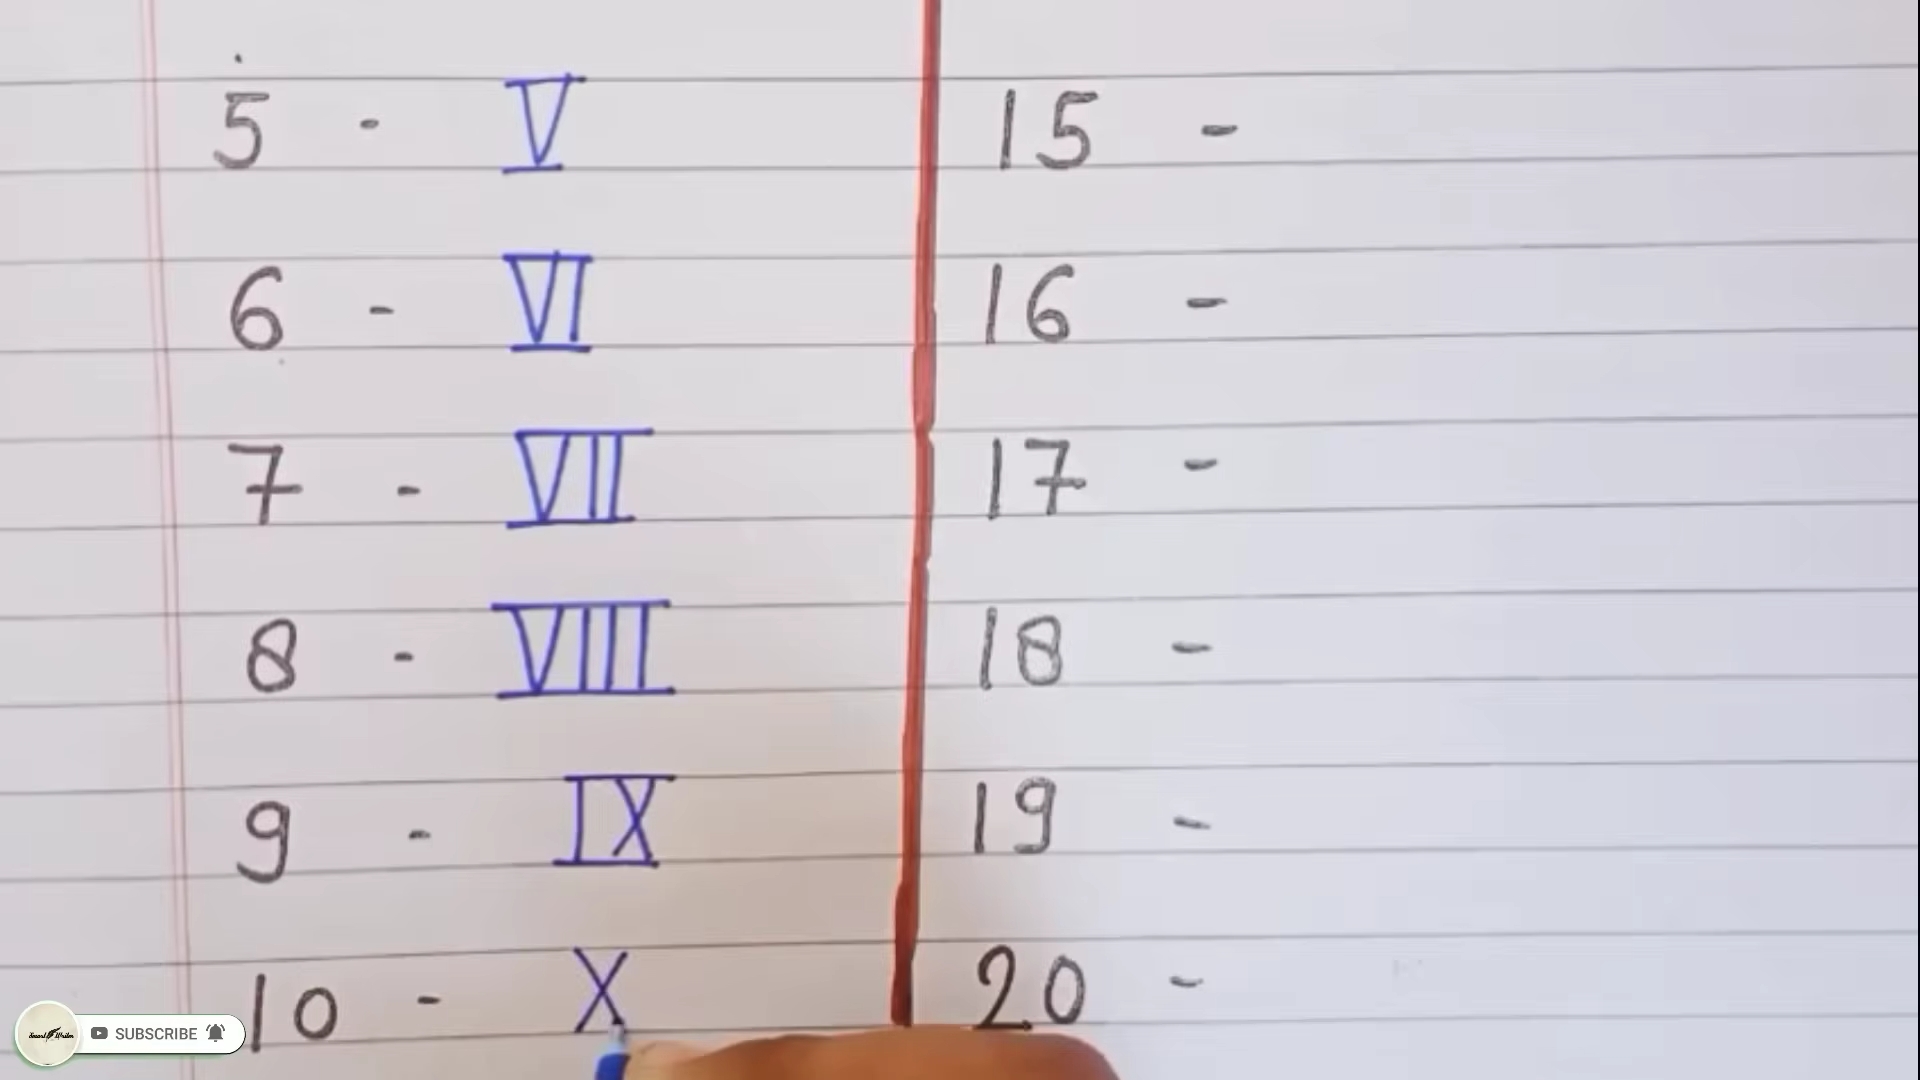 5 - V 15 -
6 - VI 16 -
7 - VII 17 -
8 - VIII 18 -
9 - IX 19 -
10 - X 20 -
SUBSCRIBE